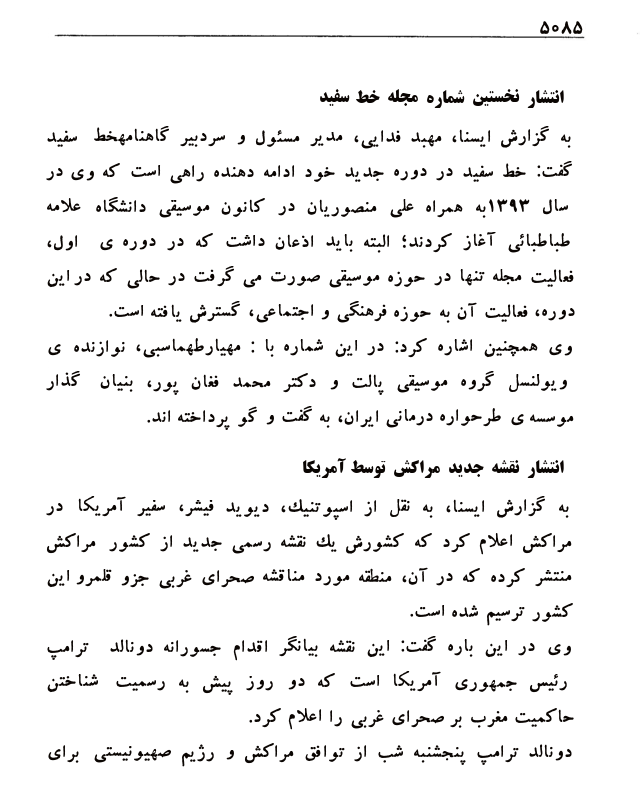 ۵۰۸۵
انتشار نخستین شماره مجله خط سفید
به گزارش ایسنا، مهبد فدایی، مدیر مسئول و سردبیر گاهنامهخط سفید
گفت: خط سفید در دوره جدید خود ادامه دهنده راهی است که وی در
سال ۱۳۹۳به همراه علی منصوریان در کانون موسیقی دانشگاه علامه
طباطبائی آغاز کردند؛ البته باید اذعان داشت که در دوره ی اول،
فعالیت مجله تنها در حوزه موسیقی صورت می گرفت در حالی که در این
دوره، فعالیت آن به حوزه فرهنگی و اجتماعی، گسترش یافته است.
وی همچنین اشاره کرد: در این شماره با : مهیارطهماسبی، نوازنده ی
ویولنسل گروه موسیقی پالت و دکتر محمد فغان پور، بنیان گذار
موسسه ی طرحواره درمانی ایران، به گفت و گو پرداخته اند.
انتشار نقشه جدید مراکش توسط آمریکا
به گزارش ایسنا، به نقل از اسپوتنیك، دیوید فیشر، سفیر آمریکا در
مراکش اعلام کرد که کشورش یك نقشه رسمی جدید از کشور مراکش
منتشر کرده که در آن، منطقه مورد مناقشه صحرای غربی جزو قلمرو این
کشور ترسیم شده است.
وی در این باره گفت: این نقشه بیانگر اقدام جسورانه دونالد ترامپ
رئیس جمهوری آمریکا است که دو روز پیش به رسمیت شناختن
حاکمیت مغرب بر صحرای غربی را اعلام کرد.
دونالد ترامپ پنجشنبه شب از توافق مراکش و رژیم صهیونیستی برای